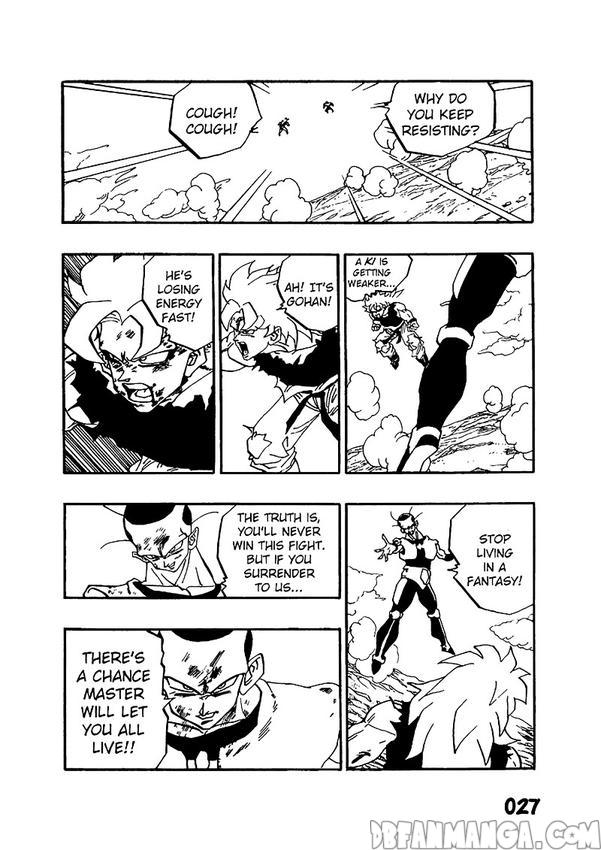 WHY DO
YOU KEEP
RESISTING?
COUGH!
COUGH!
A KI IS
GETTING
WEAKER...
AH! IT'S
GOHAN!
HE'S
LOSING
ENERGY
FAST!
STOP
LIVING
IN A
FANTASY!
THE TRUTH IS,
YOU'LL NEVER
WIN THIS FIGHT.
BUT IF YOU
SURRENDER
TO US...
THERE'S
A CHANCE
MASTER
WILL LET
YOU ALL
LIVE!!
027
DBFANMANGA.COM